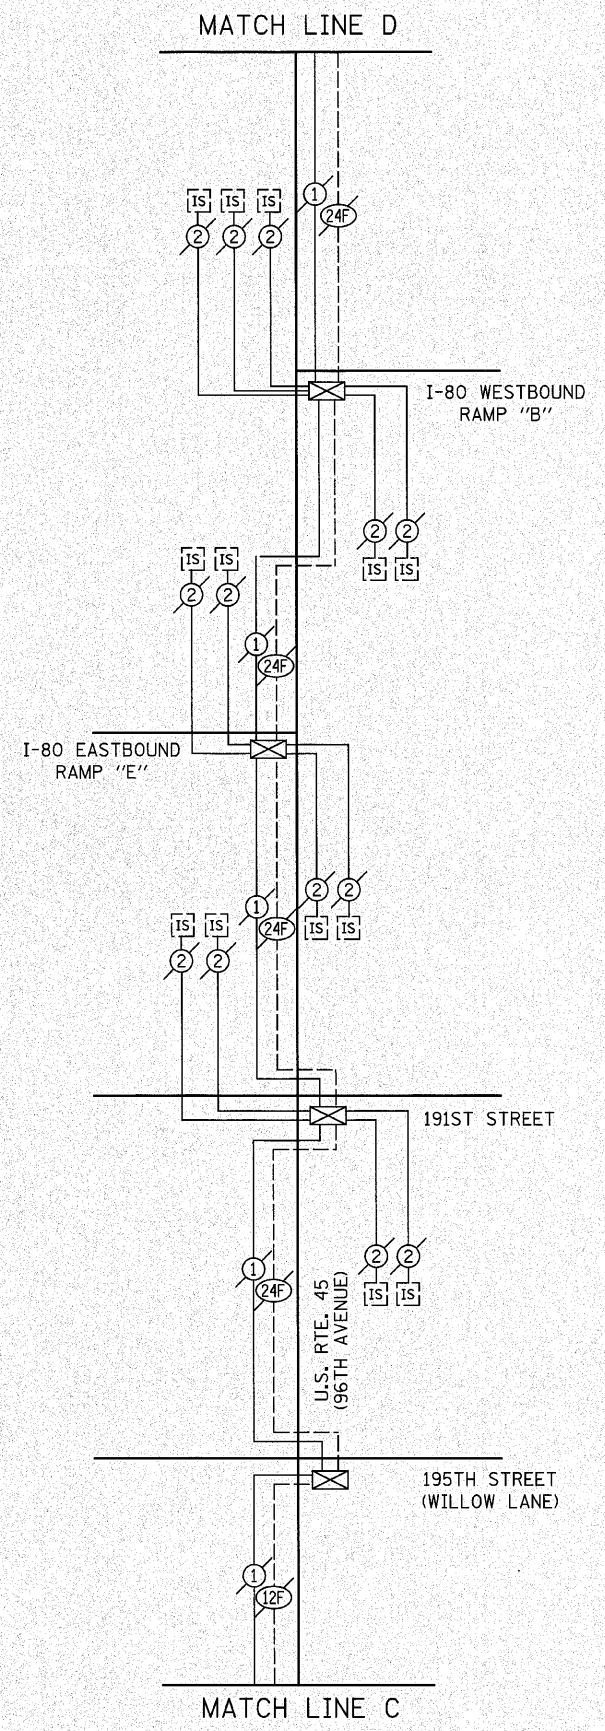 MATCH LINE D
IS IS IS
1
24F
2 2 2
I-80 WESTBOUND
RAMP "B"
2 2
IS IS
IS IS
2 2
1
24F
I-80 EASTBOUND
RAMP "E"
2 2
IS IS
1
24F
IS IS
2 2
191ST STREET
2 2
IS IS
1
24F
U.S. RTE. 45
(96TH AVENUE)
195TH STREET
(WILLOW LANE)
1
12F
MATCH LINE C